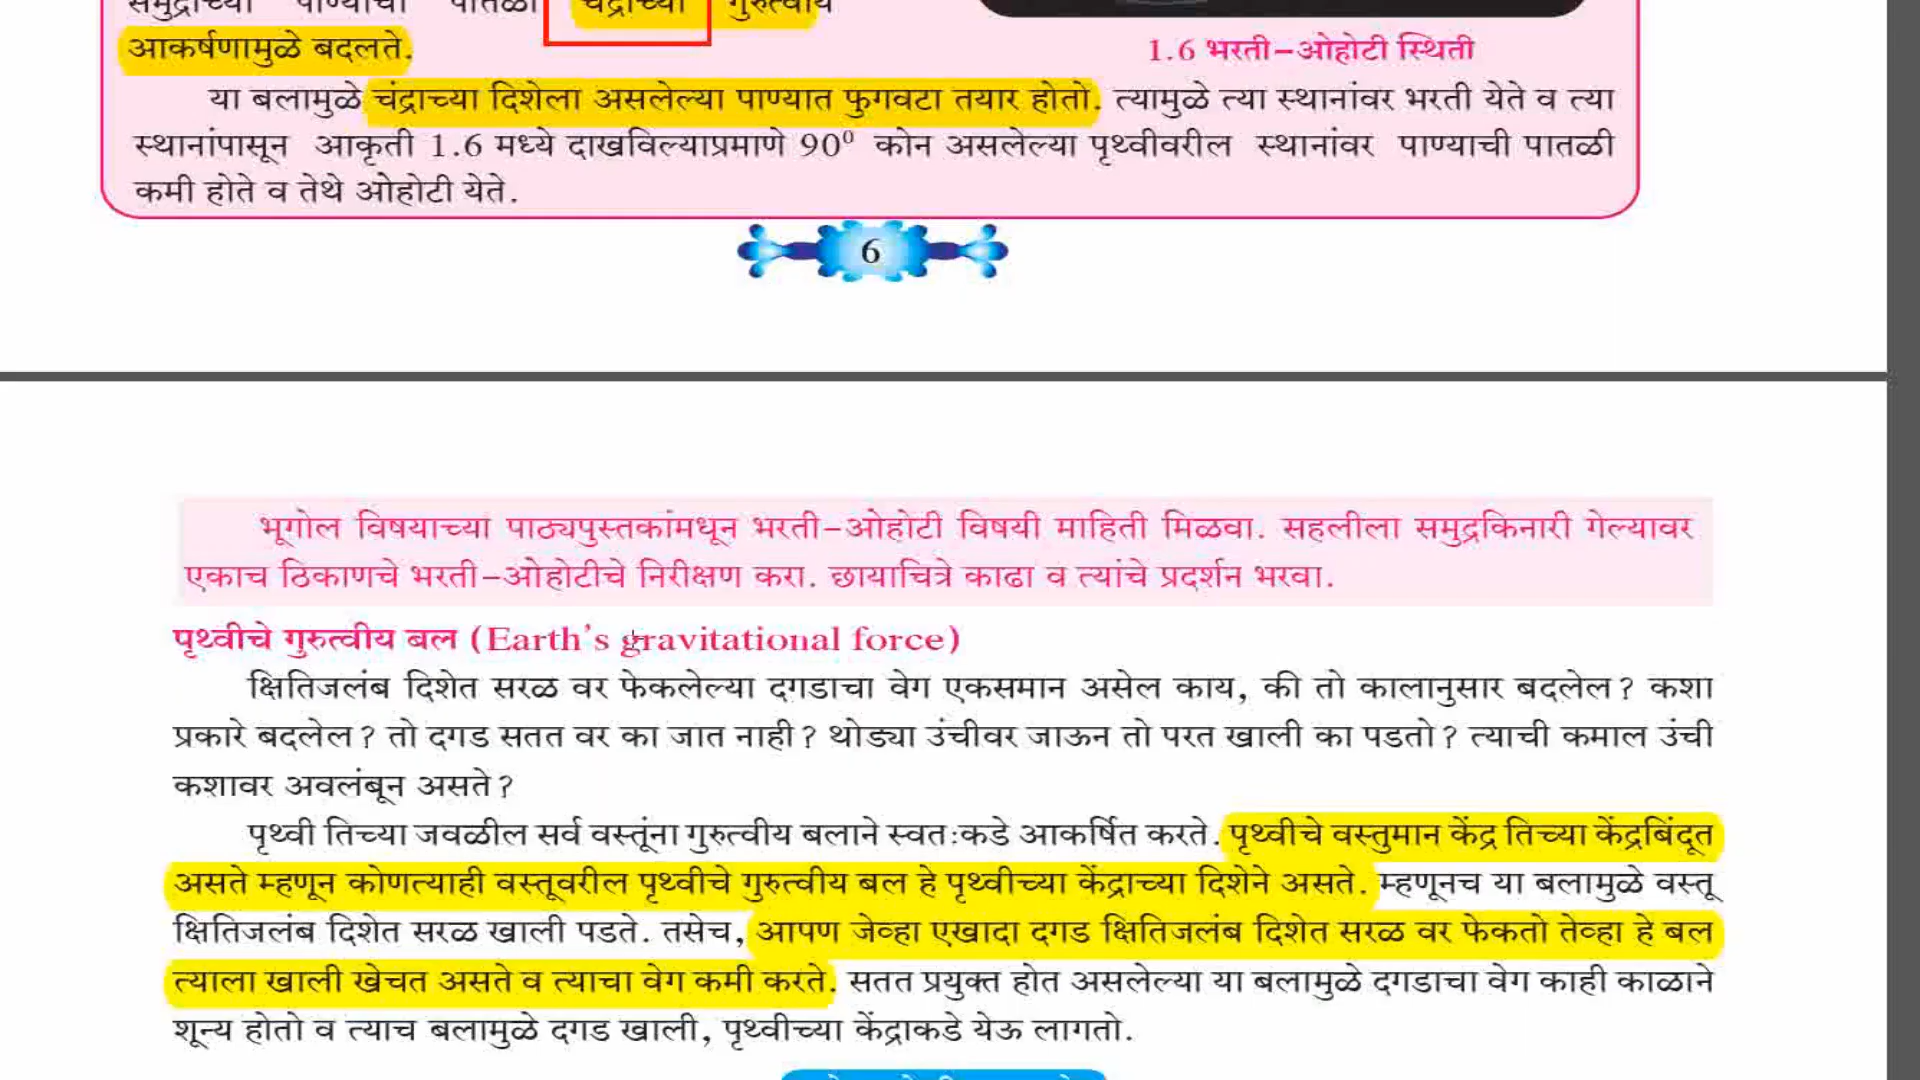 समुद्राच्या पाण्याची पातळी चंद्राच्या गुरुत्वीय
आकर्षणामुळे बदलते.
1.6 भरती-ओहोटी स्थिती
या बलामुळे चंद्राच्या दिशेला असलेल्या पाण्यात फुगवटा तयार होतो. त्यामुळे त्या स्थानांवर भरती येते व त्या
स्थानांपासून आकृती 1.6 मध्ये दाखविल्याप्रमाणे 90⁰ कोन असलेल्या पृथ्वीवरील स्थानांवर पाण्याची पातळी
कमी होते व तेथे ओहोटी येते.
6
भूगोल विषयाच्या पाठ्यपुस्तकांमधून भरती-ओहोटी विषयी माहिती मिळवा. सहलीला समुद्रकिनारी गेल्यावर
एकाच ठिकाणचे भरती-ओहोटीचे निरीक्षण करा. छायाचित्रे काढा व त्यांचे प्रदर्शन भरवा.
पृथ्वीचे गुरुत्वीय बल (Earth's gravitational force)
क्षितिजलंब दिशेत सरळ वर फेकलेल्या दगडाचा वेग एकसमान असेल काय, की तो कालानुसार बदलेल? कशा
प्रकारे बदलेल? तो दगड सतत वर का जात नाही? थोड्या उंचीवर जाऊन तो परत खाली का पडतो? त्याची कमाल उंची
कशावर अवलंबून असते?
पृथ्वी तिच्या जवळील सर्व वस्तूंना गुरुत्वीय बलाने स्वतःकडे आकर्षित करते. पृथ्वीचे वस्तुमान केंद्र तिच्या केंद्रबिंदूत
असते म्हणून कोणत्याही वस्तूवरील पृथ्वीचे गुरुत्वीय बल हे पृथ्वीच्या केंद्राच्या दिशेने असते. म्हणूनच या बलामुळे वस्तू
क्षितिजलंब दिशेत सरळ खाली पडते. तसेच, आपण जेव्हा एखादा दगड क्षितिजलंब दिशेत सरळ वर फेकतो तेव्हा हे बल
त्याला खाली खेचत असते व त्याचा वेग कमी करते. सतत प्रयुक्त होत असलेल्या या बलामुळे दगडाचा वेग काही काळाने
शून्य होतो व त्याच बलामुळे दगड खाली, पृथ्वीच्या केंद्राकडे येऊ लागतो.